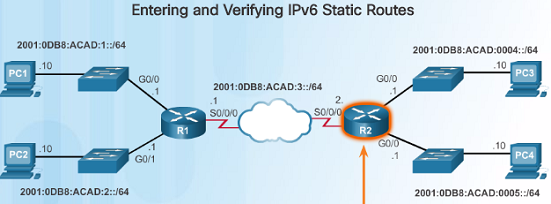 Entering and Verifying IPv6 Static Routes
2001:0DB8:ACAD:1::/64
PC1
.10
G0/0
.1
2001:0DB8:ACAD:3::/64
.1
S0/0/0
R1
PC2
.10
.1
G0/1
2001:0DB8:ACAD:2::/64
2001:0DB8:ACAD:0004::/64
.10
PC3
G0/0
.1
2.
S0/0/0
R2
G0/0
.1
.10
PC4
2001:0DB8:ACAD:0005::/64